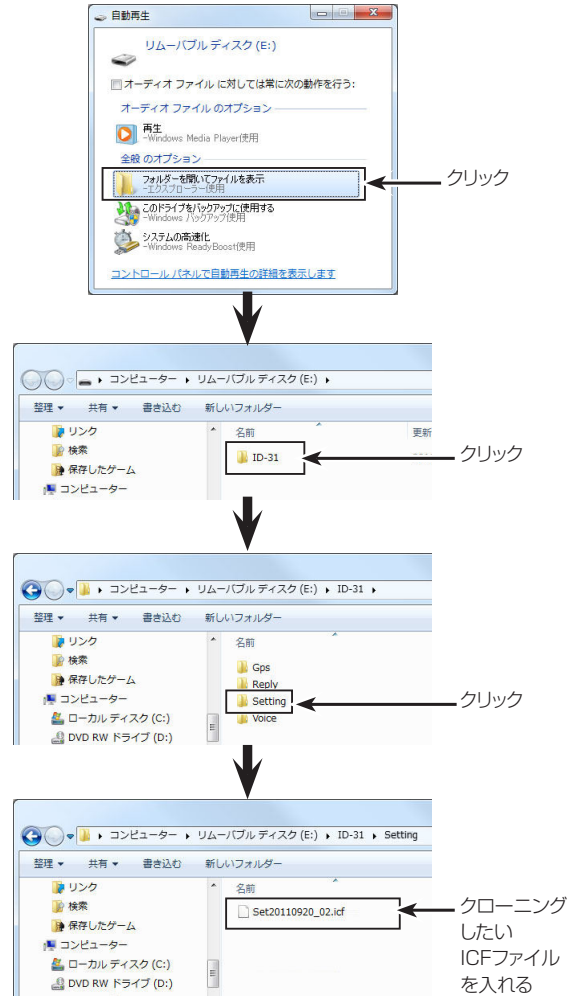 自動再生
リムーバブル ディスク (E:)
オーディオ ファイル に対しては常に次の動作を行う:
オーディオ ファイル のオプション
再生
-Windows Media Player使用
全般 のオプション
フォルダーを開いてファイルを表示
-エクスプローラー使用
クリック
このドライブをバックアップに使用する
-Windows バックアップ使用
システムの高速化
-Windows ReadyBoost使用
コントロール パネルで自動再生の詳細を表示します
コンピューター ▸ リムーバブル ディスク (E:) ▸
整理 ▼ 共有 ▼ 書き込む 新しいフォルダー
リンク
検索
保存したゲーム
コンピューター
名前
更新
ID-31
クリック
コンピューター ▸ リムーバブル ディスク (E:) ▸ ID-31 ▸
整理 ▼ 共有 ▼ 書き込む 新しいフォルダー
リンク
検索
保存したゲーム
コンピューター
ローカル ディスク (C:)
DVD RW ドライブ (D:)
名前
Gps
Reply
Setting
Voice
クリック
コンピューター ▸ リムーバブル ディスク (E:) ▸ ID-31 ▸ Setting
整理 ▼ 共有 ▼ 書き込む 新しいフォルダー
リンク
検索
保存したゲーム
コンピューター
ローカル ディスク (C:)
DVD RW ドライブ (D:)
名前
Set20110920_02.icf
クローニング
したい
ICFファイル
を入れる